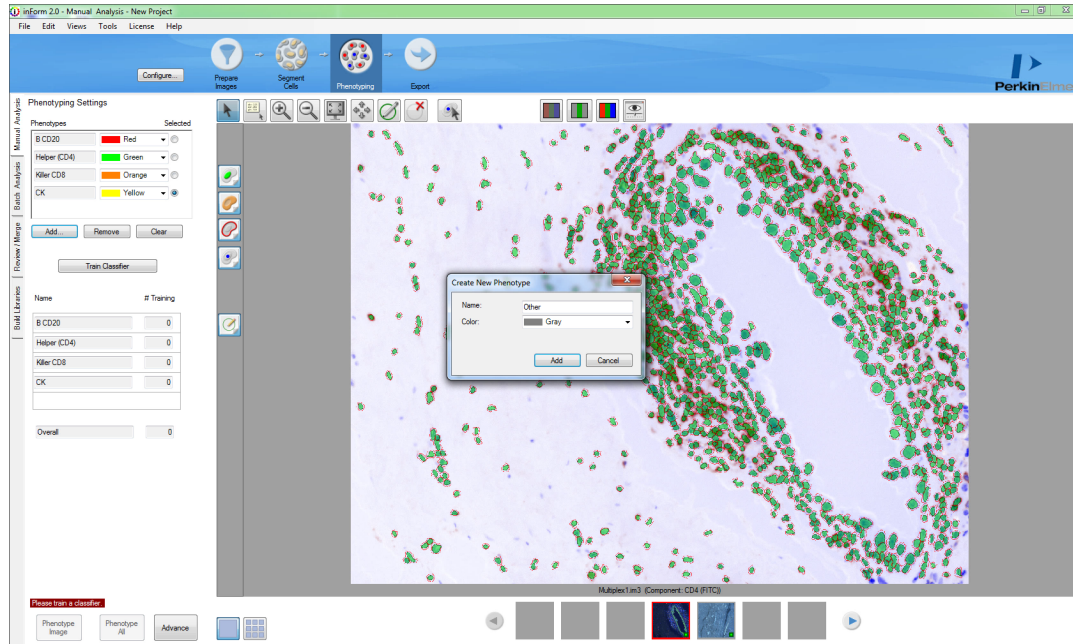 inForm 2.0 - Manual Analysis - New Project
File Edit Views Tools License Help
Configure...
Prepare Images
Segment Cells
Phenotyping
Export
PerkinElmer
Manual Analysis
Batch Analysis
Review / Merge
Build Libraries
Phenotyping Settings
Phenotypes Selected
B CD20 Red
Helper (CD4) Green
Killer CD8 Orange
CK Yellow
Add... Remove Clear
Train Classifier
Name # Training
B CD20 0
Helper (CD4) 0
Killer CD8 0
CK 0
Overall 0
Create New Phenotype
Name: Other
Color: Gray
Add Cancel
Multiplex1.im3 (Component: CD4 (FITC))
Please train a classifier.
Phenotype Image
Phenotype All
Advance